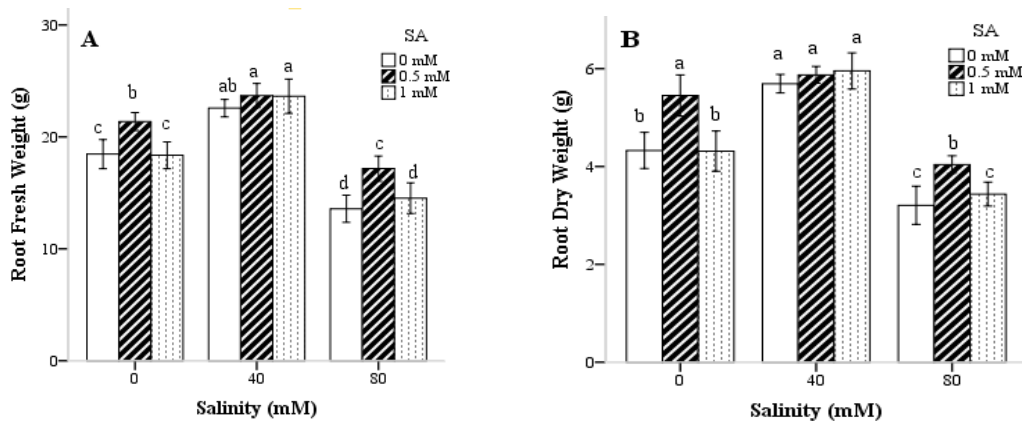 A
SA
0 mM
0.5 mM
1 mM
30
20
10
0
Root Fresh Weight (g)
c b c
ab a a
d c d
0 40 80
Salinity (mM)
B
SA
0 mM
0.5 mM
1 mM
6
4
2
0
Root Dry Weight (g)
b a b
a a a
c b c
0 40 80
Salinity (mM)